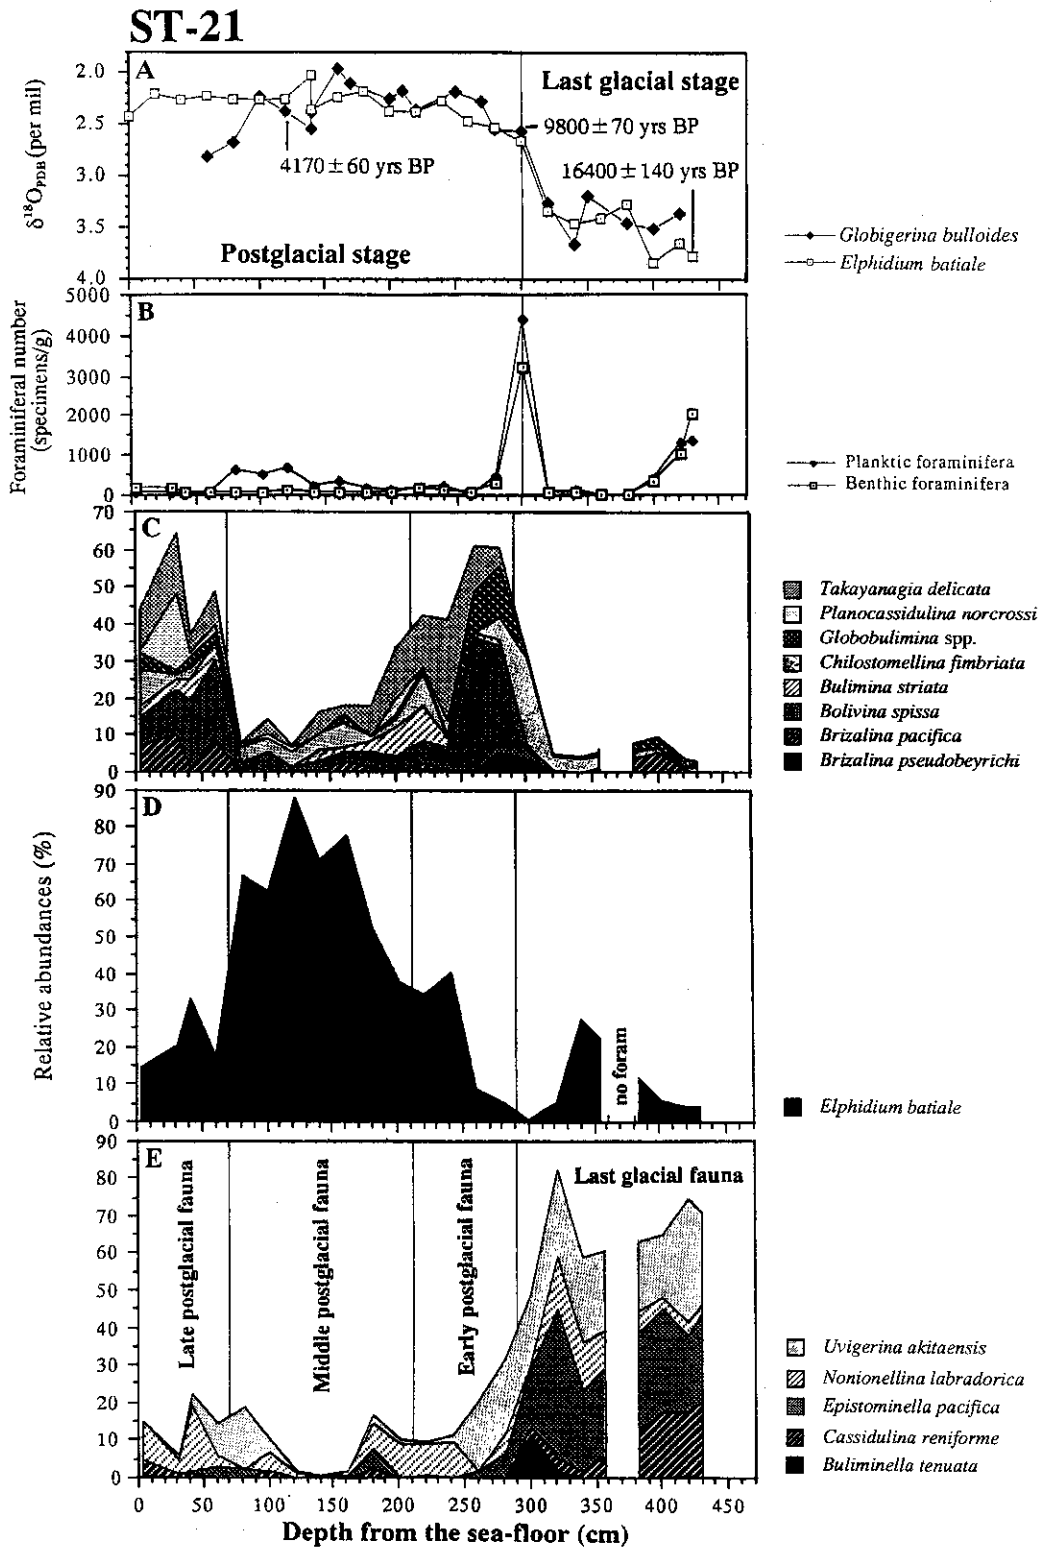 ST-21
A
Last glacial stage
9800±70 yrs BP
4170±60 yrs BP
16400±140 yrs BP
Postglacial stage
δ¹⁸O PDB (per mil)
2.0
2.5
3.0
3.5
4.0
Globigerina bulloides
Elphidium batiale
B
Foraminiferal number
(specimens/g)
5000
4000
3000
2000
1000
0
Planktic foraminifera
Benthic foraminifera
C
70
60
50
40
30
20
10
0
Takayanagia delicata
Planocassidulina norcrossi
Globobulimina spp.
Chilostomellina fimbriata
Bulimina striata
Bolivina spissa
Brizalina pacifica
Brizalina pseudobeyrichi
D
Relative abundances (%)
90
80
70
60
50
40
30
20
10
0
no foram
Elphidium batiale
E
90
80
70
60
50
40
30
20
10
0
Late postglacial fauna
Middle postglacial fauna
Early postglacial fauna
Last glacial fauna
Uvigerina akitaensis
Nonionellina labradorica
Epistominella pacifica
Cassidulina reniforme
Buliminella tenuata
0 50 100 150 200 250 300 350 400 450
Depth from the sea-floor (cm)